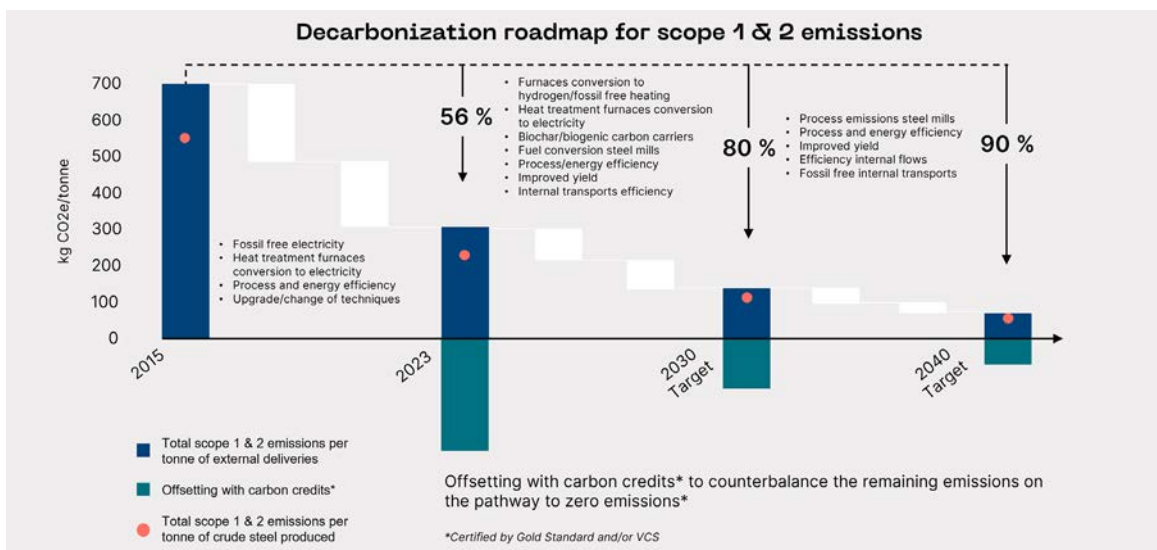 Decarbonization roadmap for scope 1 & 2 emissions
kg CO2e/tonne
700
600
500
400
300
200
100
0
• Fossil free electricity
• Heat treatment furnaces
conversion to electricity
• Process and energy efficiency
• Upgrade/change of techniques
56 %
• Furnaces conversion to
hydrogen/fossil free heating
• Heat treatment furnaces conversion
to electricity
• Biochar/biogenic carbon carriers
• Fuel conversion steel mills
• Process/energy efficiency
• Improved yield
• Internal transports efficiency
80 %
• Process emissions steel mills
• Process and energy efficiency
• Improved yield
• Efficiency internal flows
• Fossil free internal transports
90 %
2015
2023
2030
Target
2040
Target
Total scope 1 & 2 emissions per
tonne of external deliveries
Offsetting with carbon credits*
Total scope 1 & 2 emissions per
tonne of crude steel produced
Offsetting with carbon credits* to counterbalance the remaining emissions on
the pathway to zero emissions*
*Certified by Gold Standard and/or VCS